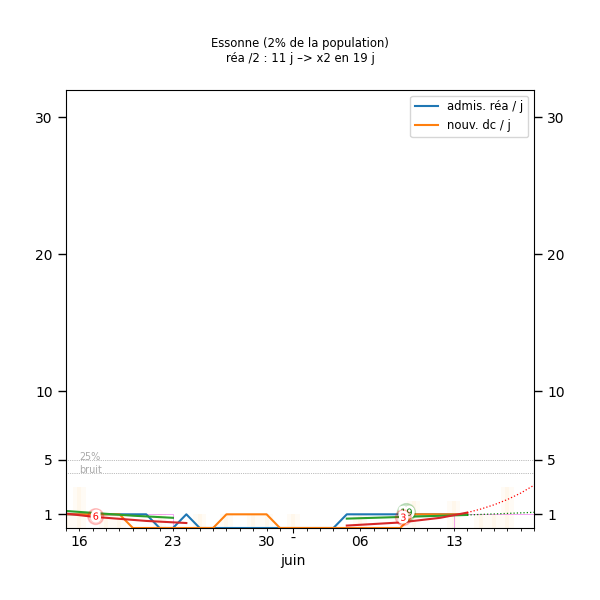 Essonne (2% de la population)
réa /2 : 11 j –> x2 en 19 j
admis. réa / j
nouv. dc / j
30 30
20 20
10 10
5 5
25%
bruit
1 1
6
19
3
16 23 30 - 06 13
juin